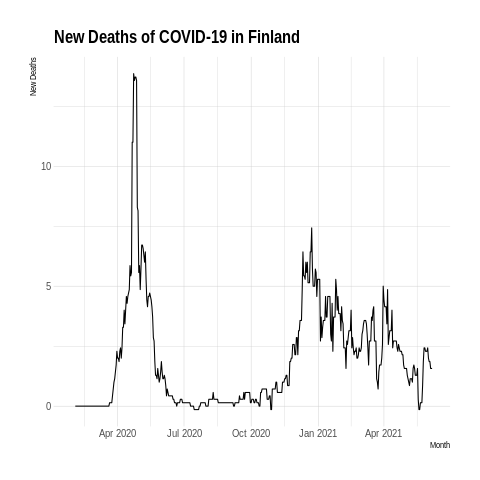 New Deaths of COVID-19 in Finland
New Deaths
10
5
0
Apr 2020 Jul 2020 Oct 2020 Jan 2021 Apr 2021
Month